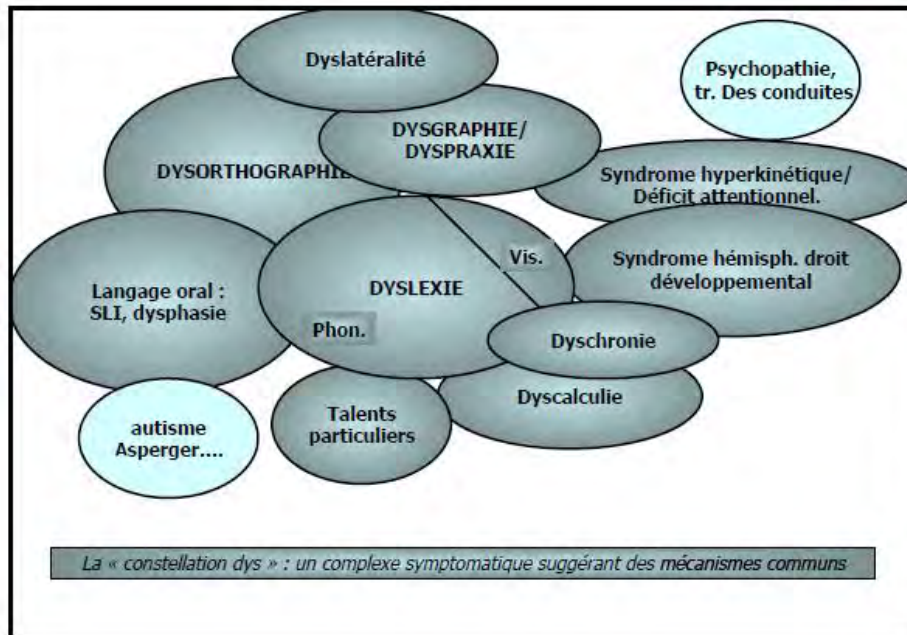 Dyslatéralité
Psychopathie,
tr. Des conduites
DYSGRAPHIE/
DYSPRAXIE
DYSORTHOGRAPHIE
Syndrome hyperkinétique/
Déficit attentionnel.
Vis.
Syndrome hémisph. droit
développemental
Langage oral :
SLI, dysphasie
DYSLEXIE
Phon.
Dyschronie
Dyscalculie
Talents
particuliers
autisme
Asperger....
La « constellation dys » : un complexe symptomatique suggérant des mécanismes communs